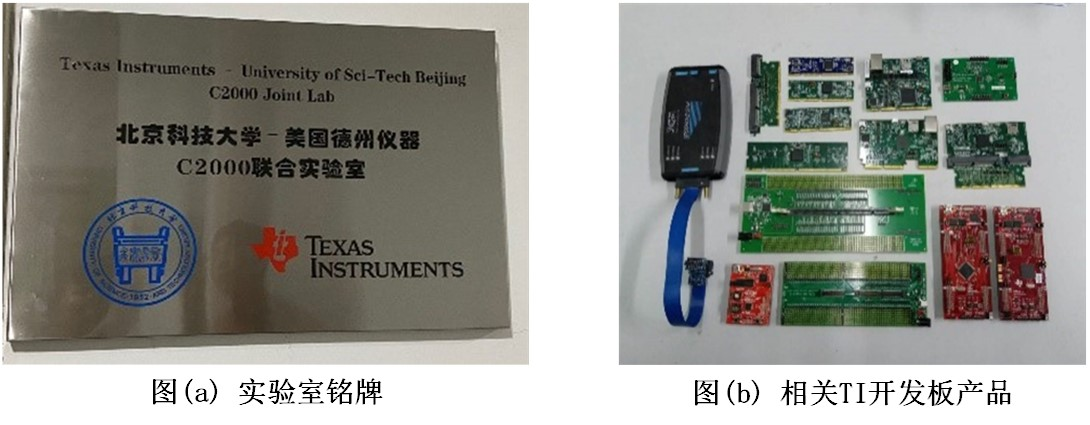 Texas Instruments - University of Sci-Tech Beijing
C2000 Joint Lab
北京科技大学-美国德州仪器
C2000联合实验室
TEXAS
INSTRUMENTS
图(a) 实验室铭牌
图(b) 相关TI开发板产品